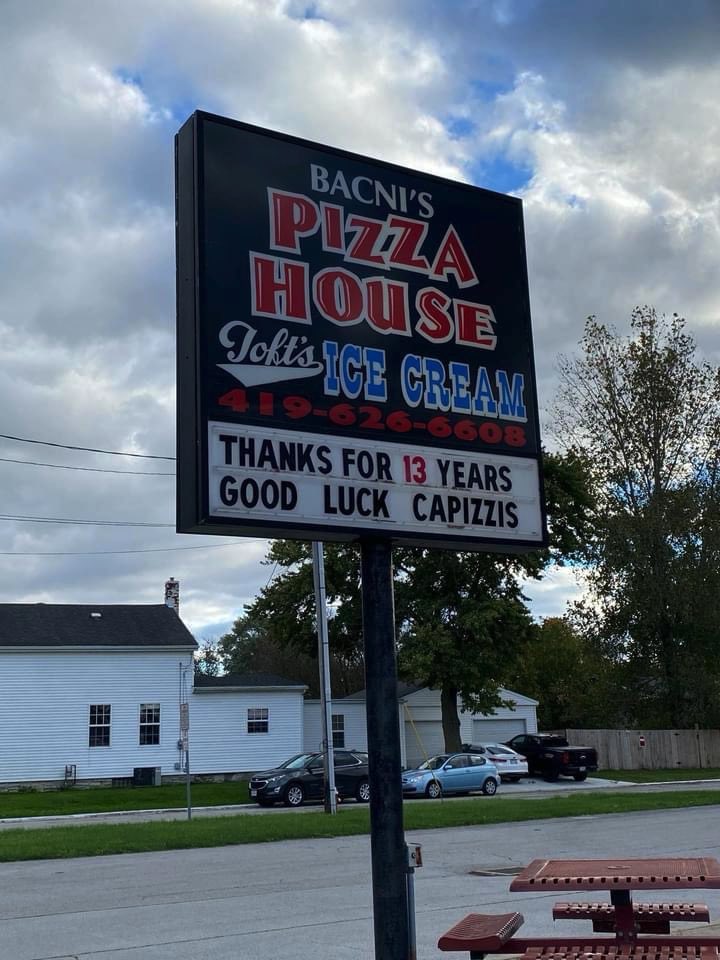 BACNI'S
PIZZA
HOUSE
Toft's ICE CREAM
419-626-6608
THANKS FOR 13 YEARS
GOOD LUCK CAPIZZIS